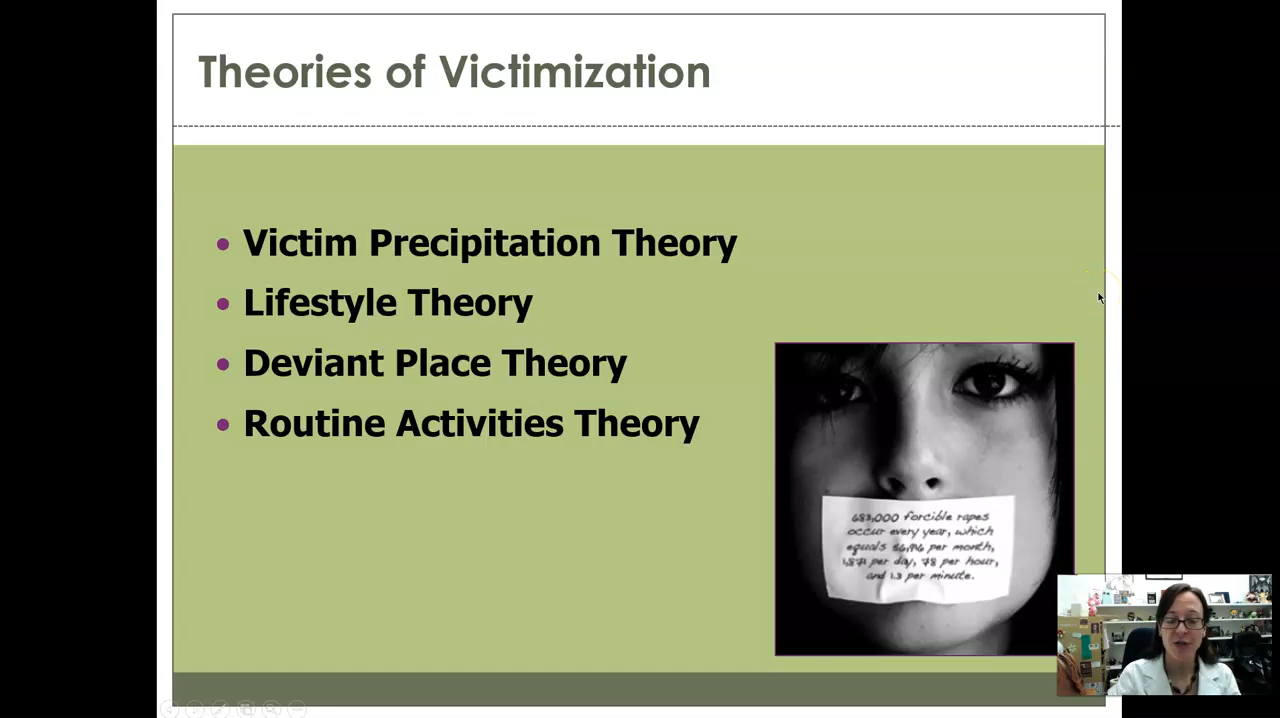 Theories of Victimization
Victim Precipitation Theory
Lifestyle Theory
Deviant Place Theory
Routine Activities Theory
683,000 forcible rapes
occur every year, which
equals 56,916 per month,
1,871 per day, 78 per hour,
and 1.3 per minute.